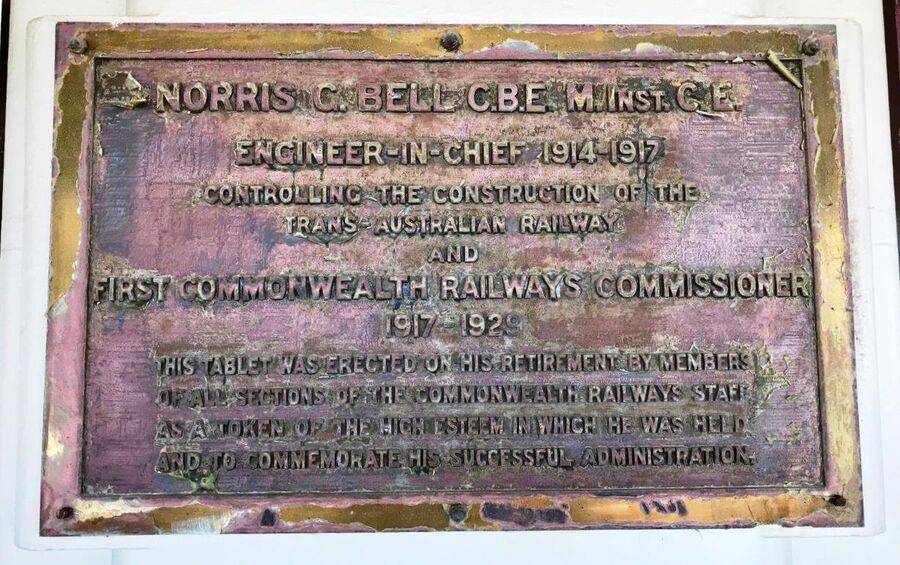 NORRIS G. BELL C.B.E. M.INST. C.E.
ENGINEER-IN-CHIEF 1914-1917
CONTROLLING THE CONSTRUCTION OF THE
TRANS-AUSTRALIAN RAILWAY
AND
FIRST COMMONWEALTH RAILWAYS COMMISSIONER
1917-1929
THIS TABLET WAS ERECTED ON HIS RETIREMENT BY MEMBERS
OF ALL SECTIONS OF THE COMMONWEALTH RAILWAYS STAFF
AS A TOKEN OF THE HIGH ESTEEM IN WHICH HE WAS HELD
AND TO COMMEMORATE HIS SUCCESSFUL ADMINISTRATION.